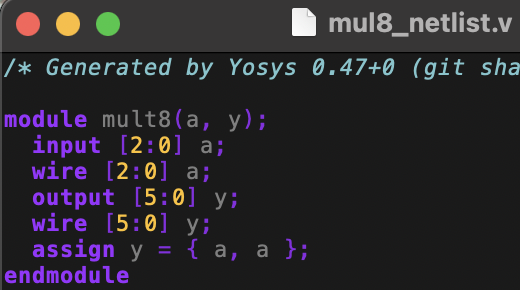 mul8_netlist.v
/* Generated by Yosys 0.47+0 (git sha
module mult8(a, y);
  input [2:0] a;
  wire [2:0] a;
  output [5:0] y;
  wire [5:0] y;
  assign y = { a, a };
endmodule